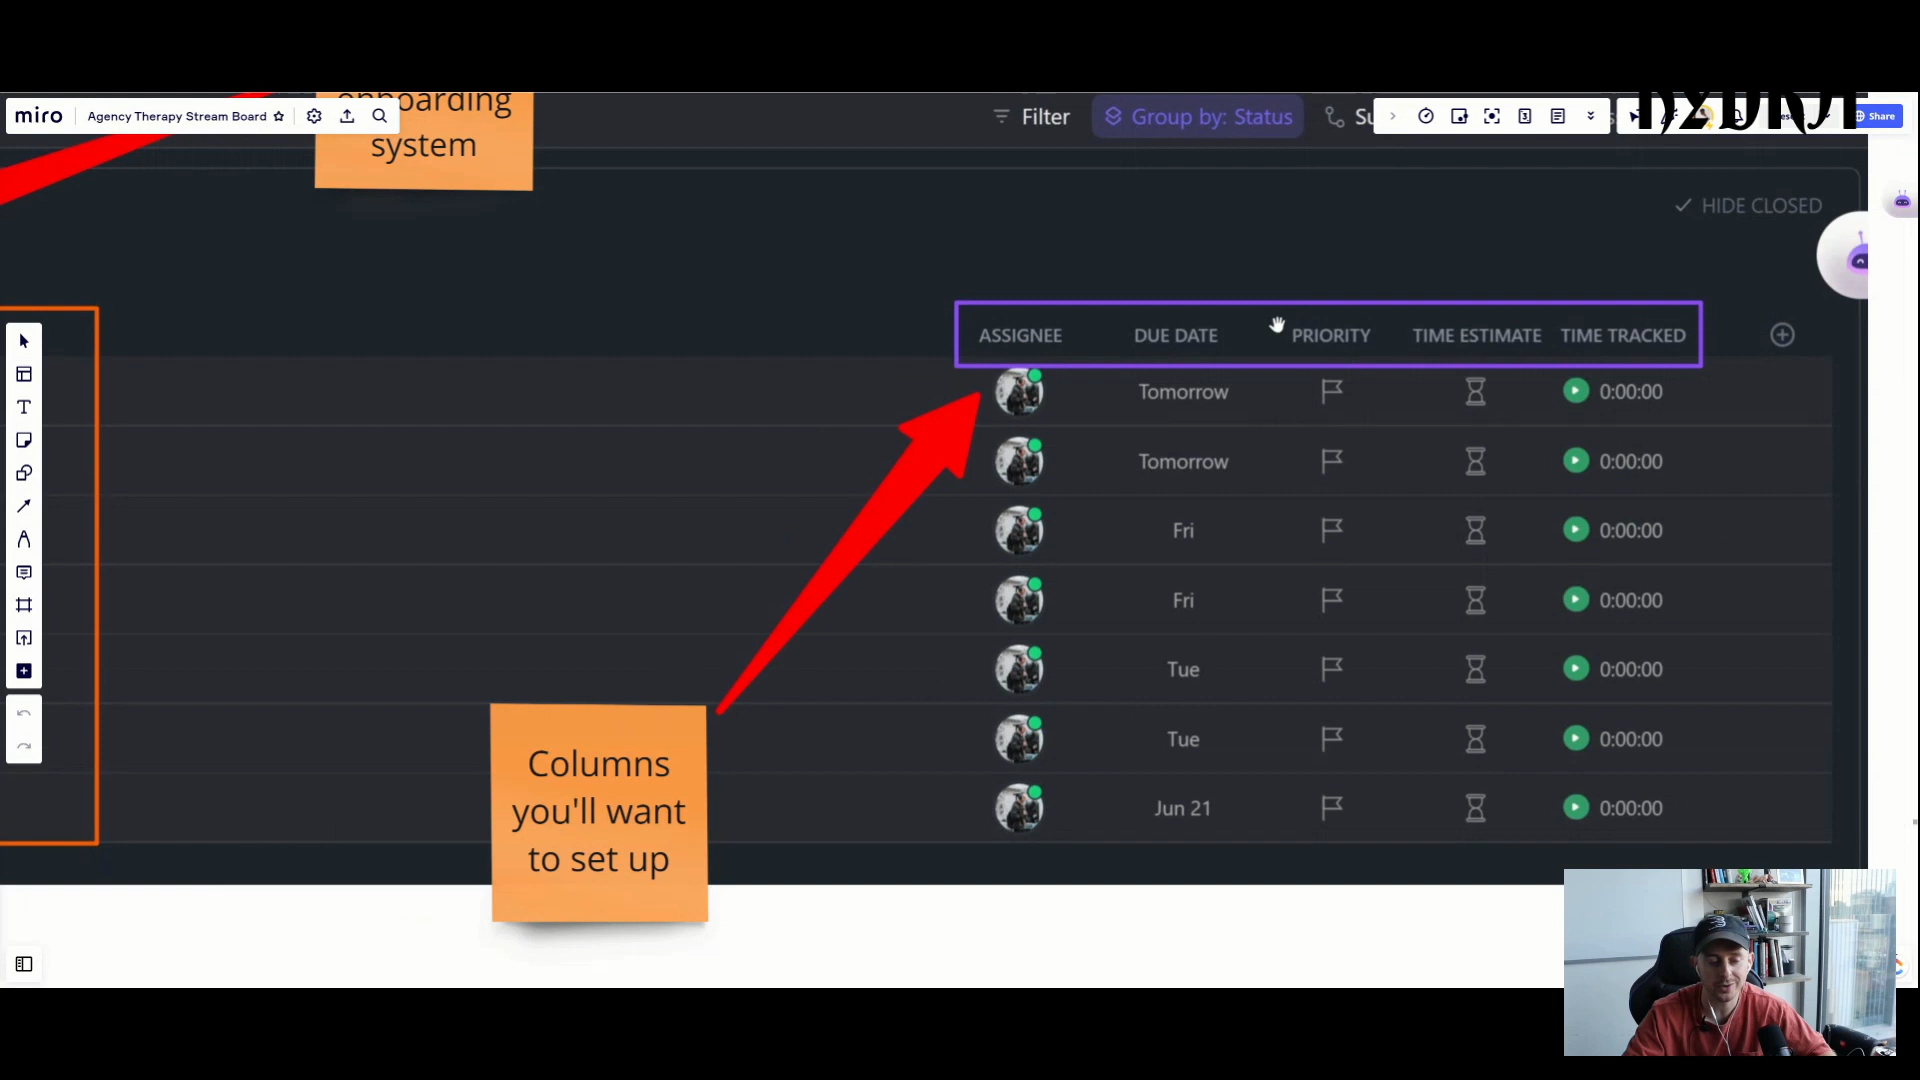 onboarding
system
miro
Agency Therapy Stream Board
Filter
Group by: Status
Share
HIDE CLOSED
ASSIGNEE DUE DATE PRIORITY TIME ESTIMATE TIME TRACKED
Tomorrow 0:00:00
Tomorrow 0:00:00
Fri 0:00:00
Fri 0:00:00
Tue 0:00:00
Tue 0:00:00
Jun 21 0:00:00
Columns
you'll want
to set up